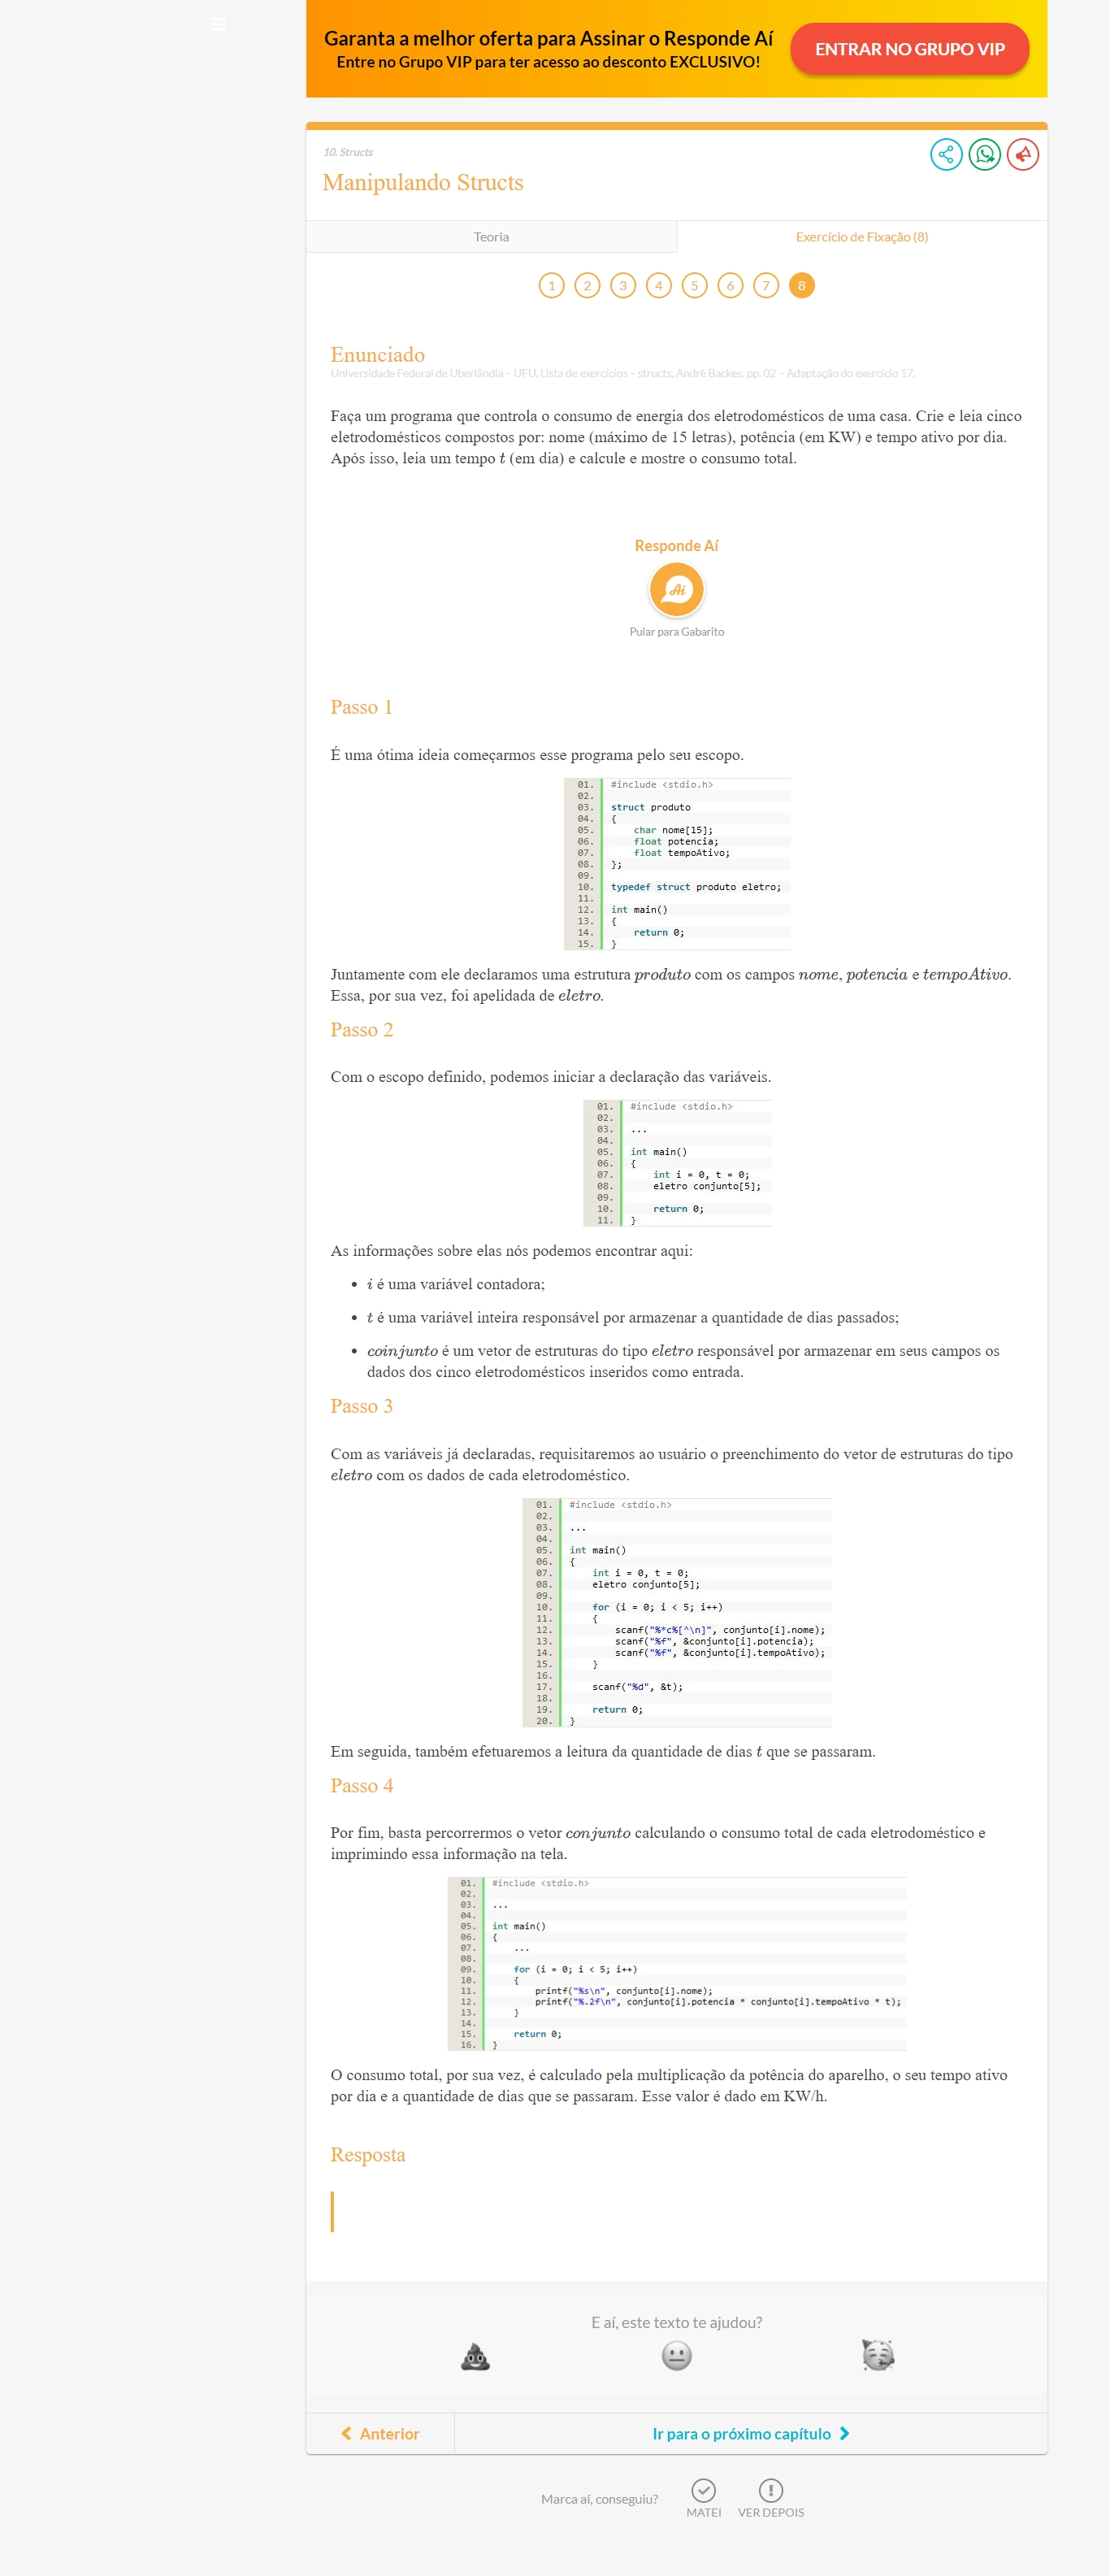 Garanta a melhor oferta para Assinar o Responde Aí
Entre no Grupo VIP para ter acesso ao desconto EXCLUSIVO!
ENTRAR NO GRUPO VIP
10. Structs
Manipulando Structs
Teoria
Exercício de Fixação (8)
1 2 3 4 5 6 7 8
Enunciado
Universidade Federal de Uberlândia – UFU, Lista de exercícios – structs, André Backes, pp. 02 – Adaptação do exercício 17.
Faça um programa que controla o consumo de energia dos eletrodomésticos de uma casa. Crie e leia cinco
eletrodomésticos compostos por: nome (máximo de 15 letras), potência (em KW) e tempo ativo por dia.
Após isso, leia um tempo t (em dia) e calcule e mostre o consumo total.
Responde Aí
Ai
Pular para Gabarito
Passo 1
É uma ótima ideia começarmos esse programa pelo seu escopo.
01. #include <stdio.h>
02.
03. struct produto
04. {
05. char nome[15];
06. float potencia;
07. float tempoAtivo;
08. };
09.
10. typedef struct produto eletro;
11.
12. int main()
13. {
14. return 0;
15. }
Juntamente com ele declaramos uma estrutura produto com os campos nome, potencia e tempoAtivo.
Essa, por sua vez, foi apelidada de eletro.
Passo 2
Com o escopo definido, podemos iniciar a declaração das variáveis.
01. #include <stdio.h>
02.
03. ...
04.
05. int main()
06. {
07. int i = 0, t = 0;
08. eletro conjunto[5];
09.
10. return 0;
11. }
As informações sobre elas nós podemos encontrar aqui:
• i é uma variável contadora;
• t é uma variável inteira responsável por armazenar a quantidade de dias passados;
• coinjunto é um vetor de estruturas do tipo eletro responsável por armazenar em seus campos os
dados dos cinco eletrodomésticos inseridos como entrada.
Passo 3
Com as variáveis já declaradas, requisitaremos ao usuário o preenchimento do vetor de estruturas do tipo
eletro com os dados de cada eletrodoméstico.
01. #include <stdio.h>
02.
03. ...
04.
05. int main()
06. {
07. int i = 0, t = 0;
08. eletro conjunto[5];
09.
10. for (i = 0; i < 5; i++)
11. {
12. scanf("%*c%[^\n]", conjunto[i].nome);
13. scanf("%f", &conjunto[i].potencia);
14. scanf("%f", &conjunto[i].tempoAtivo);
15. }
16.
17. scanf("%d", &t);
18.
19. return 0;
20. }
Em seguida, também efetuaremos a leitura da quantidade de dias t que se passaram.
Passo 4
Por fim, basta percorrermos o vetor conjunto calculando o consumo total de cada eletrodoméstico e
imprimindo essa informação na tela.
01. #include <stdio.h>
02.
03. ...
04.
05. int main()
06. {
07. ...
08.
09. for (i = 0; i < 5; i++)
10. {
11. printf("%s\n", conjunto[i].nome);
12. printf("%.2f\n", conjunto[i].potencia * conjunto[i].tempoAtivo * t);
13. }
14.
15. return 0;
16. }
O consumo total, por sua vez, é calculado pela multiplicação da potência do aparelho, o seu tempo ativo
por dia e a quantidade de dias que se passaram. Esse valor é dado em KW/h.
Resposta
E aí, este texto te ajudou?
Anterior
Ir para o próximo capítulo
Marca aí, conseguiu?
MATEI
VER DEPOIS